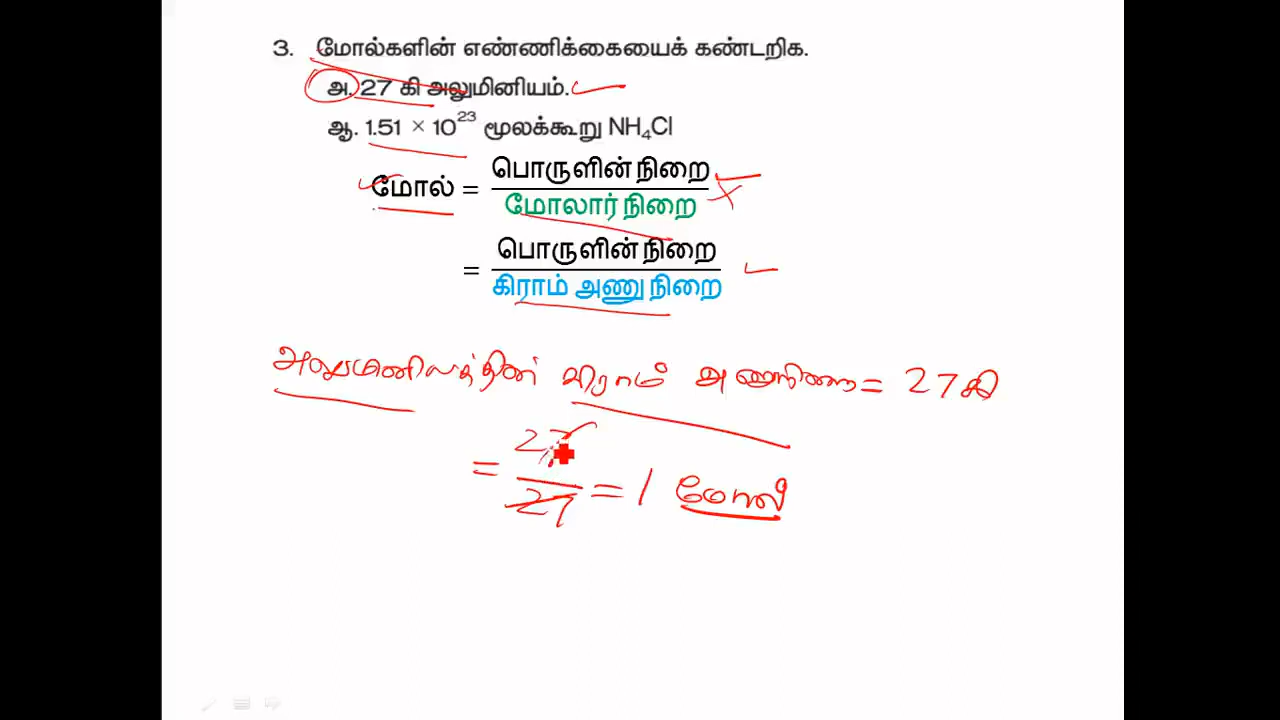 3. மோல்களின் எண்ணிக்கையைக் கண்டறிக.
அ. 27 கி அலுமினியம்.
ஆ. 1.51 × 10²³ மூலக்கூறு NH₄Cl
மோல் = பொருளின் நிறை / மோலார் நிறை
= பொருளின் நிறை / கிராம் அணு நிறை
அலுமினியத்தின் கிராம் அணுநிறை = 27 கி
= 27 / 27 = 1 மோல்